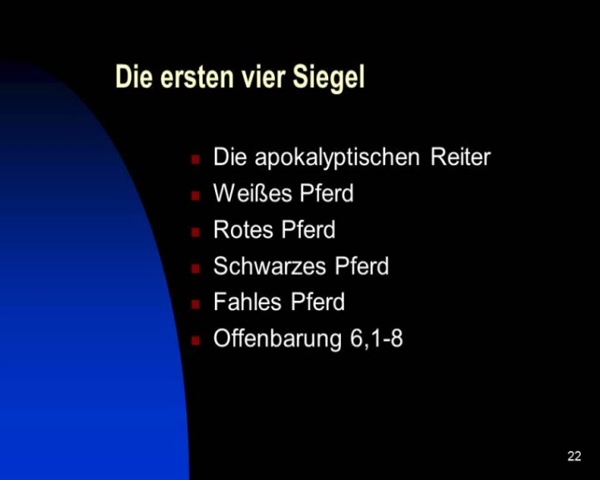 Die ersten vier Siegel
Die apokalyptischen Reiter
Weißes Pferd
Rotes Pferd
Schwarzes Pferd
Fahles Pferd
Offenbarung 6,1-8
22